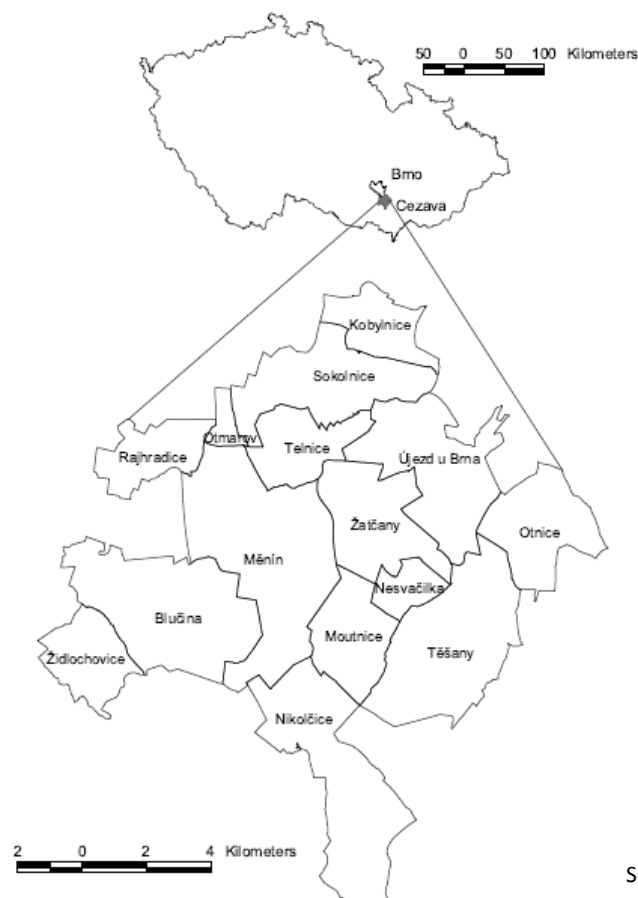 50 0 50 100 Kilometers
Brno
Cezava
Kobylnice
Sokolnice
Otmarov
Telnice
Rajhradice
Újezd u Brna
Žatčany
Otnice
Měnín
Nesvačilka
Blučina
Moutnice
Židlochovice
Těšany
Nikolčice
2 0 2 4 Kilometers
S